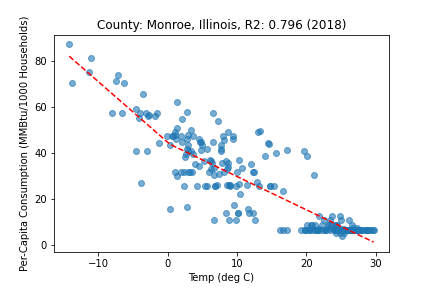 County: Monroe, Illinois, R2: 0.796 (2018)
Per-Capita Consumption (MMBtu/1000 Households)
80
60
40
20
0
−10 0 10 20 30
Temp (deg C)